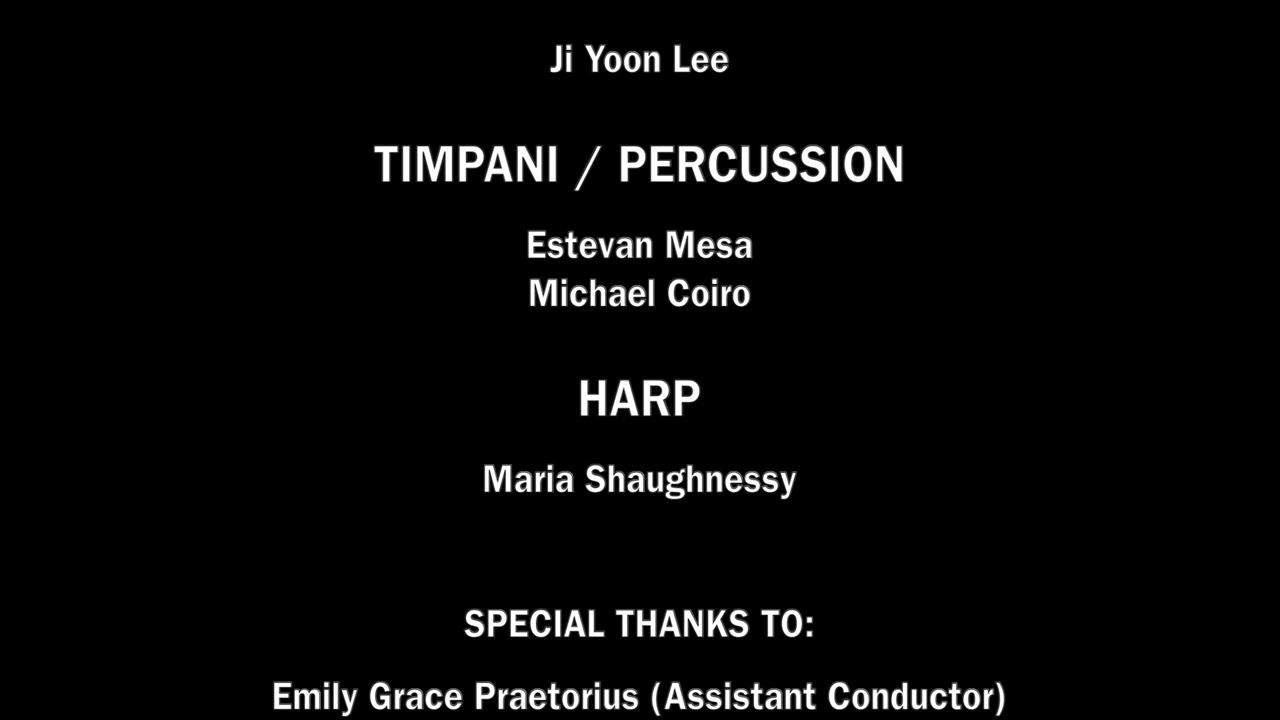 Ji Yoon Lee
TIMPANI / PERCUSSION
Estevan Mesa
Michael Coiro
HARP
Maria Shaughnessy
SPECIAL THANKS TO:
Emily Grace Praetorius (Assistant Conductor)